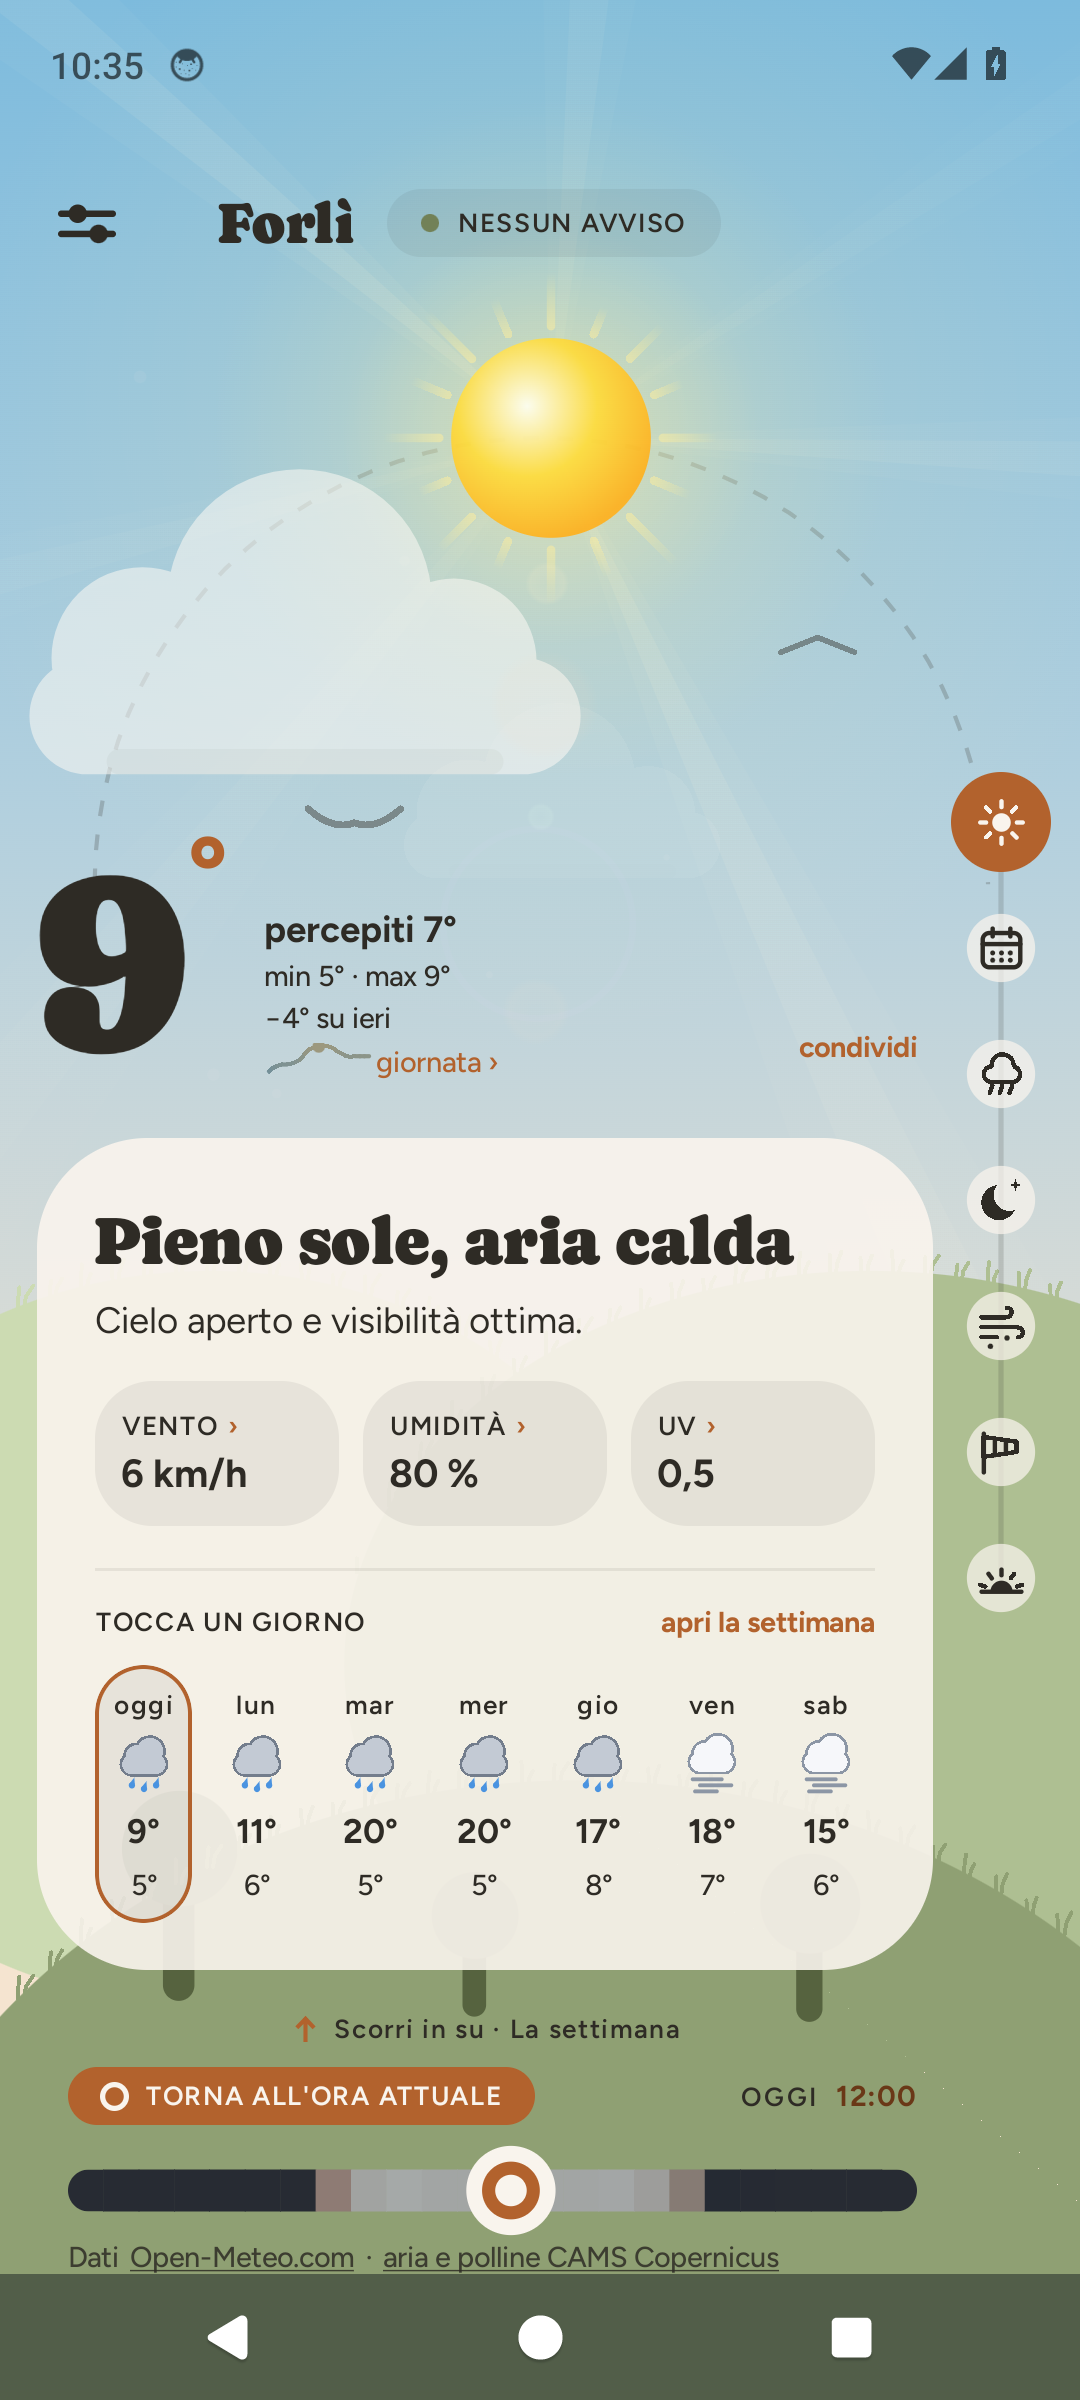 10:35
Forlì
NESSUN AVVISO
9°
percepiti 7°
min 5° · max 9°
−4° su ieri
giornata ›
condividi
Pieno sole, aria calda
Cielo aperto e visibilità ottima.
VENTO › UMIDITÀ › UV ›
6 km/h 80 % 0,5
TOCCA UN GIORNO apri la settimana
oggi lun mar mer gio ven sab
9° 11° 20° 20° 17° 18° 15°
5° 6° 5° 5° 8° 7° 6°
↑ Scorri in su · La settimana
TORNA ALL'ORA ATTUALE OGGI 12:00
Dati Open-Meteo.com · aria e polline CAMS Copernicus